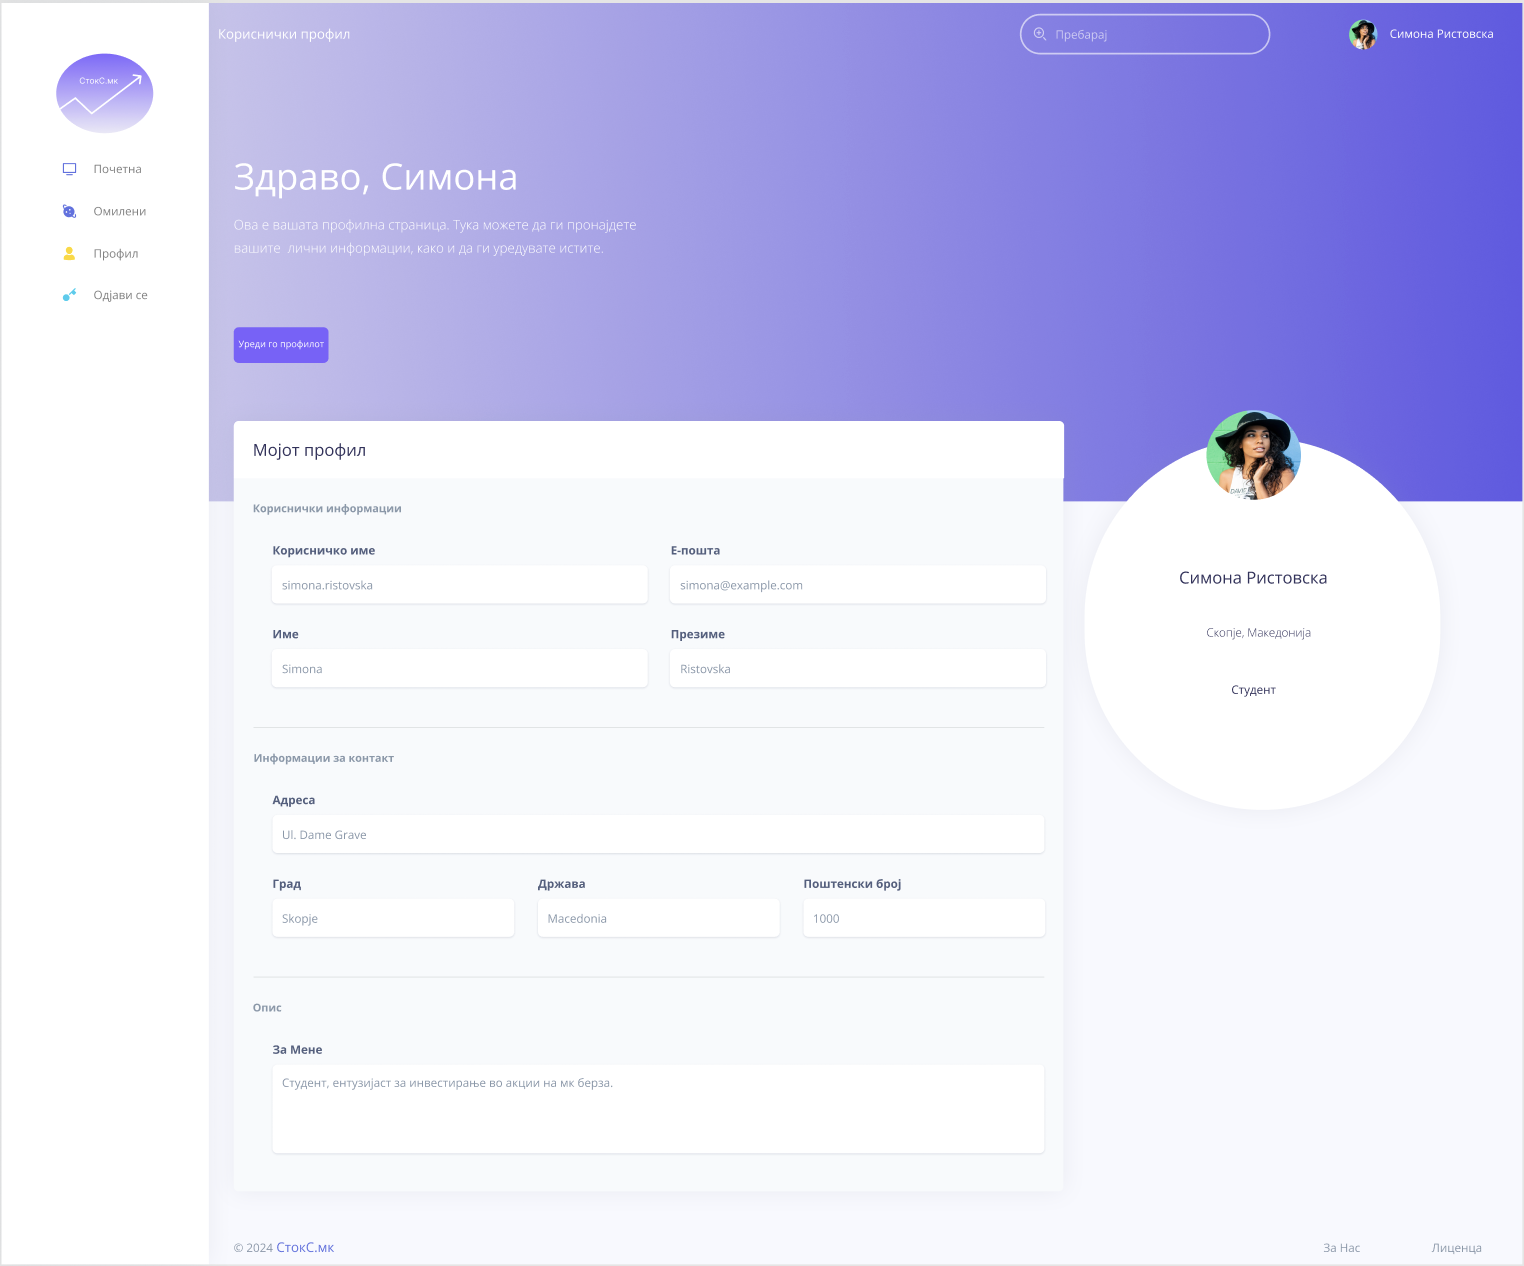 СтокС.мк
Почетна
Омилени
Профил
Одјави се
Кориснички профил
Пребарај
Симона Ристовска
Здраво, Симона
Ова е вашата профилна страница. Тука можете да ги пронајдете
вашите  лични информации, како и да ги уредувате истите.
Уреди го профилот
Мојот профил
Кориснички информации
Корисничко име
Е-пошта
simona.ristovska
simona@example.com
Име
Презиме
Simona
Ristovska
Информации за контакт
Адреса
Ul. Dame Grave
Град
Држава
Поштенски број
Skopje
Macedonia
1000
Опис
За Мене
Студент, ентузијаст за инвестирање во акции на мк берза.
Симона Ристовска
Скопје, Македонија
Студент
© 2024 СтокС.мк
За Нас
Лиценца